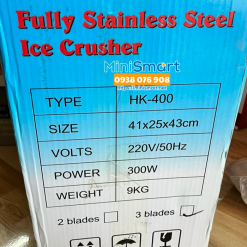 Fully Stainless Steel
Ice Crusher
MiniSmart
0938 076 908
TYPE HK-400
SIZE 41x25x43cm
VOLTS 220V/50Hz
POWER 300W
WEIGHT 9KG
2 blades 3 blades